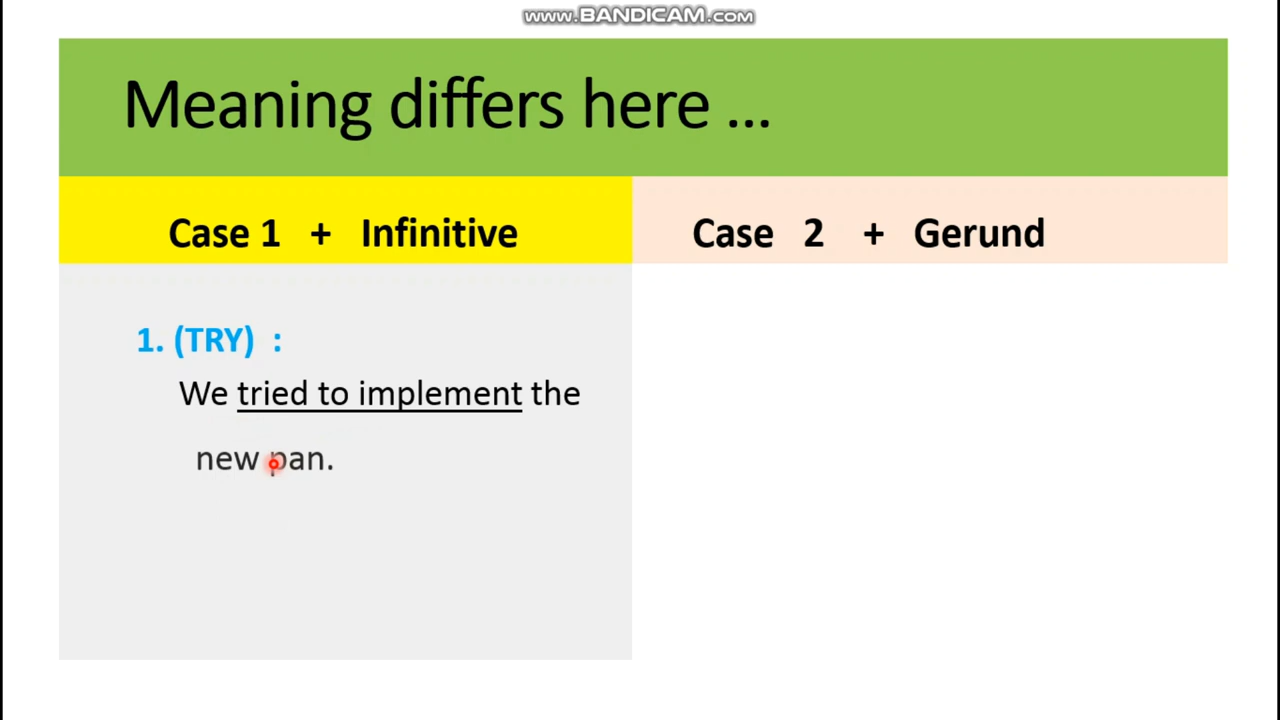 www.BANDICAM.com
Meaning differs here ...
Case 1 + Infinitive
Case 2 + Gerund
1. (TRY) :
We tried to implement the
new pan.